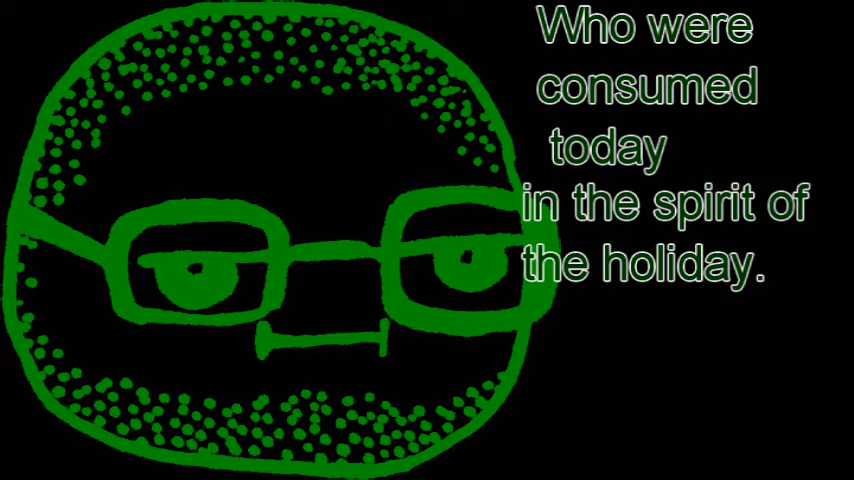 Who were
consumed
today
in the spirit of
the holiday.